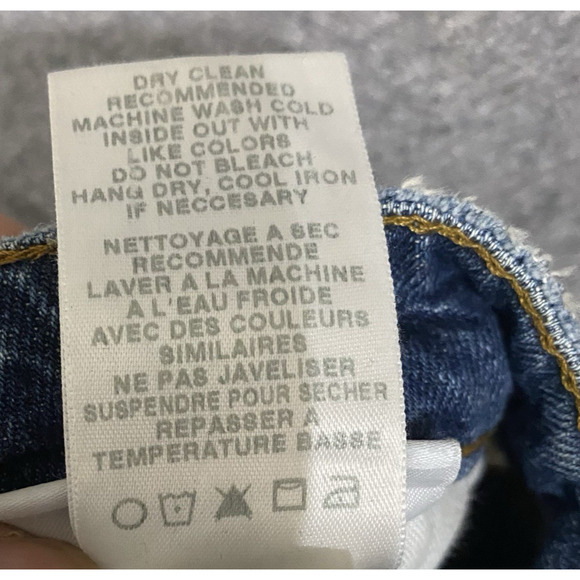 DRY CLEAN
RECOMMENDED
MACHINE WASH COLD
INSIDE OUT WITH
LIKE COLORS
DO NOT BLEACH
HANG DRY, COOL IRON
IF NECCESARY
NETTOYAGE A SEC
RECOMMENDE
LAVER A LA MACHINE
A L'EAU FROIDE
AVEC DES COULEURS
SIMILAIRES
NE PAS JAVELISER
SUSPENDRE POUR SECHER
REPASSER A
TEMPERATURE BASSE